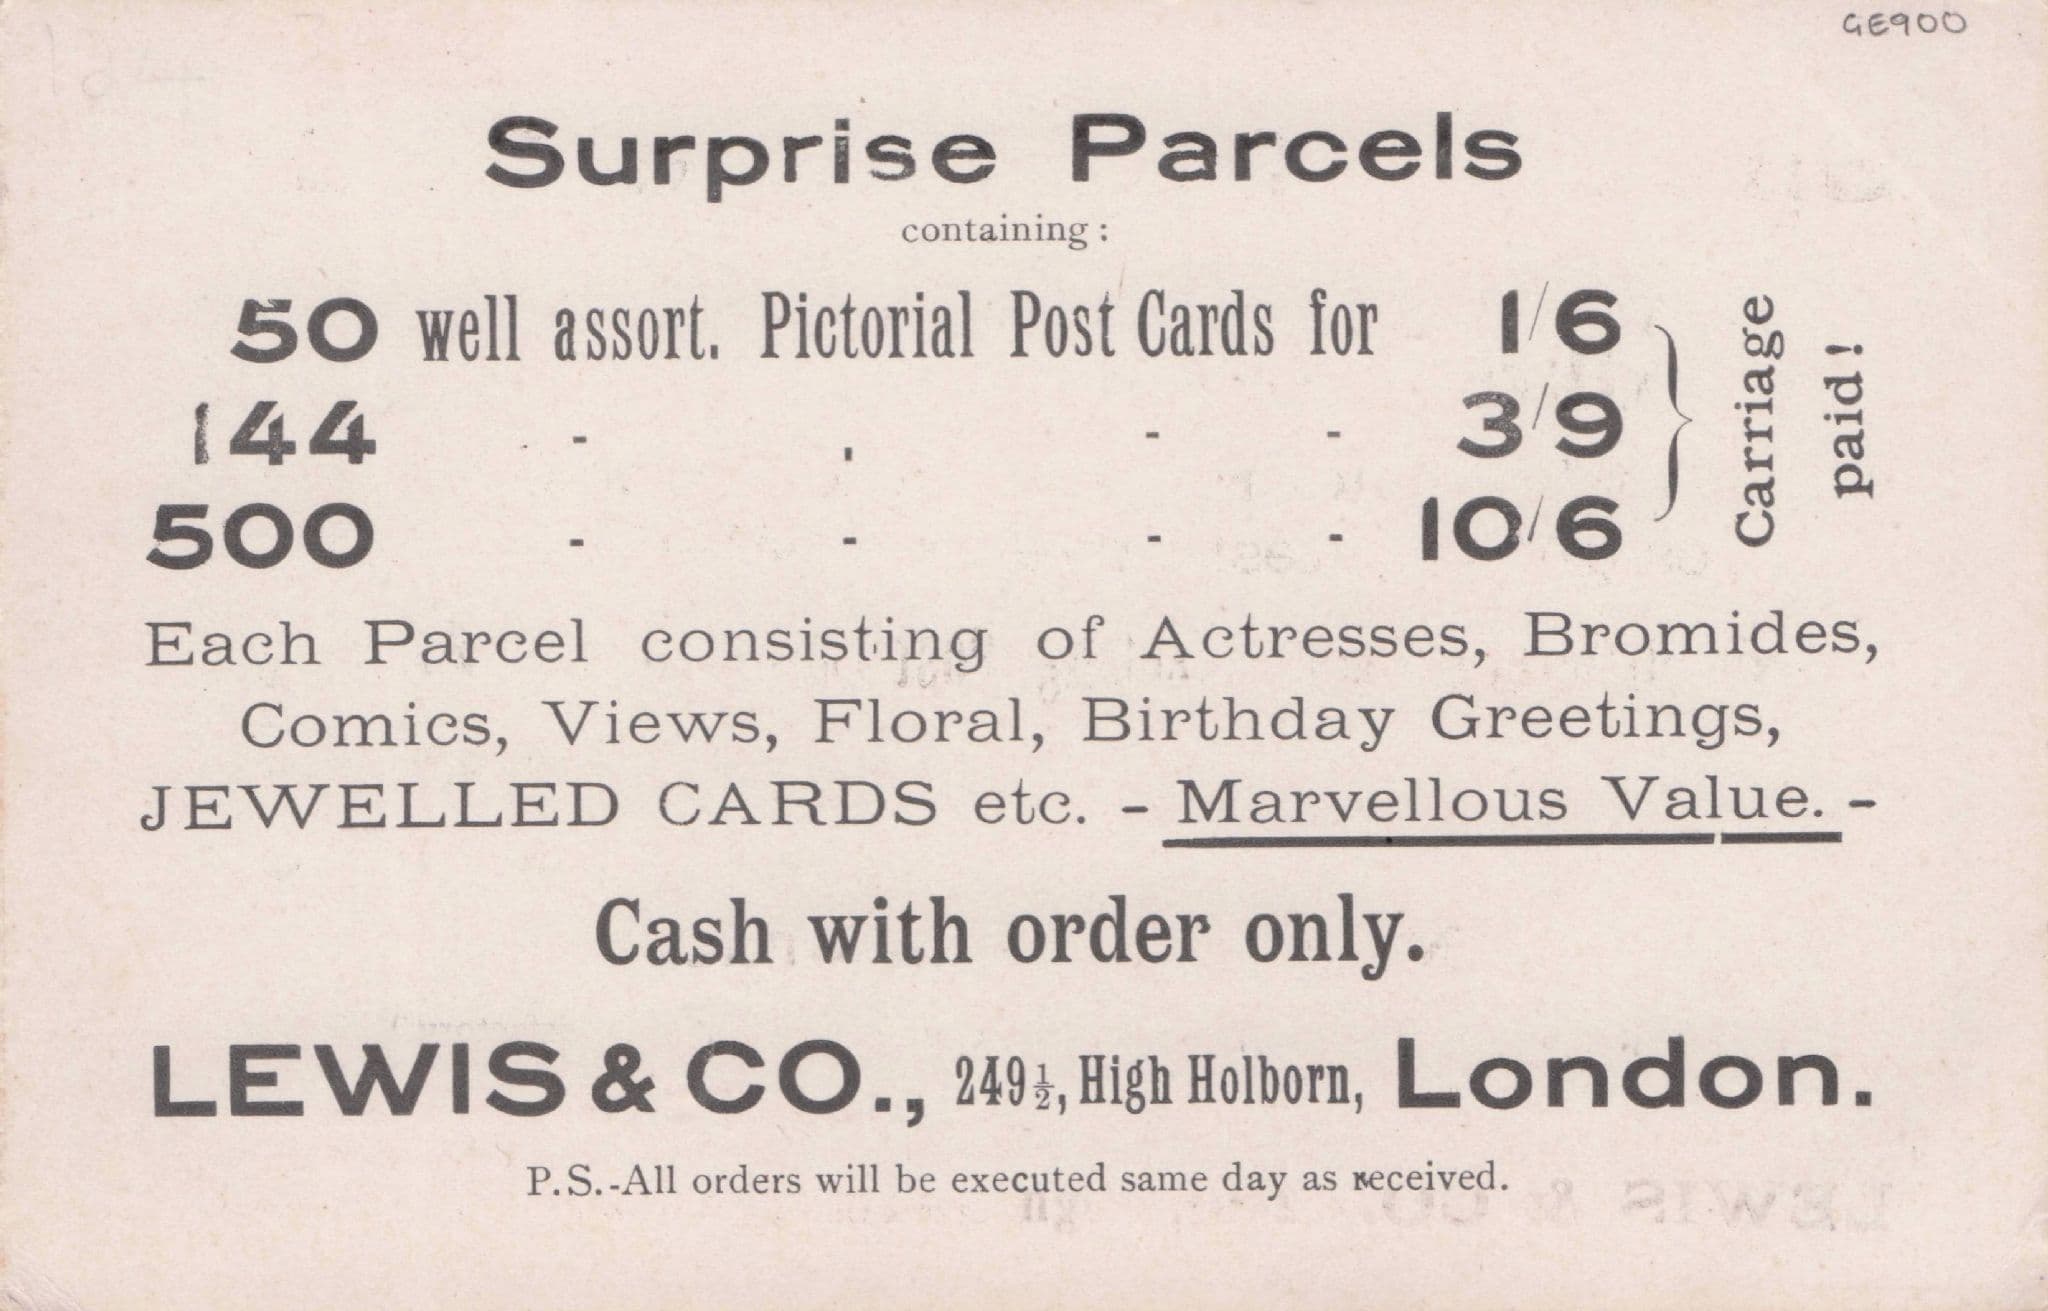 GE900
Surprise Parcels
containing :
50 well assort. Pictorial Post Cards for 1/6
144 - . - - 3/9
500 - - - - 10/6
Carriage
paid!
Each Parcel consisting of Actresses, Bromides,
Comics, Views, Floral, Birthday Greetings,
JEWELLED CARDS etc. - Marvellous Value. -
Cash with order only.
LEWIS & CO., 249½, High Holborn, London.
P.S.-All orders will be executed same day as received.